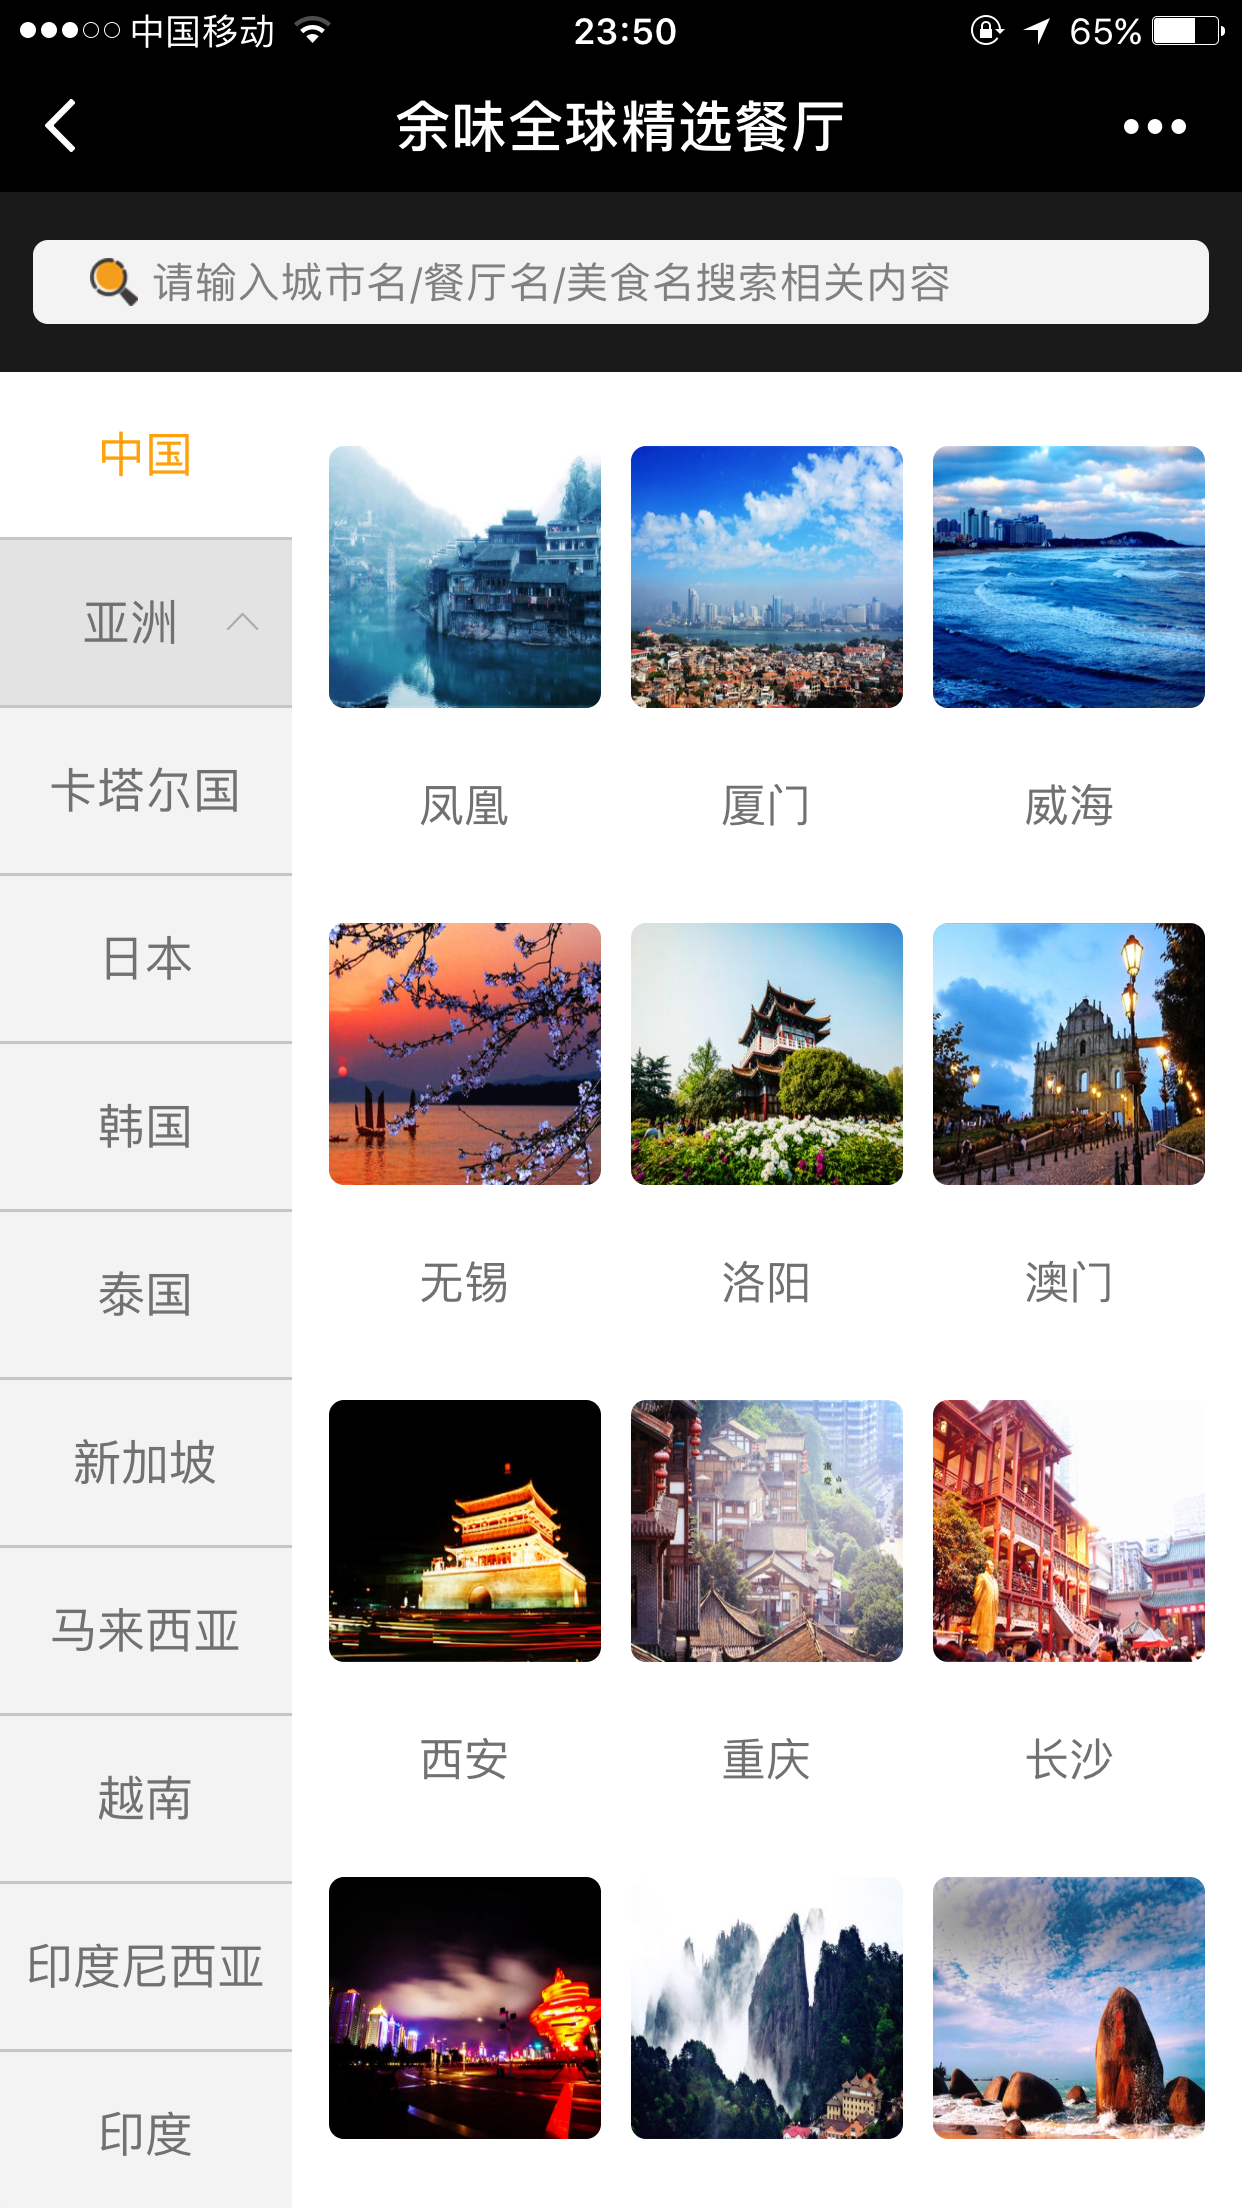 中国移动 23:50 65%
余味全球精选餐厅
请输入城市名/餐厅名/美食名搜索相关内容
中国
亚洲
卡塔尔国
日本
韩国
泰国
新加坡
马来西亚
越南
印度尼西亚
印度
凤凰 厦门 威海
无锡 洛阳 澳门
重慶
西安 重庆 长沙